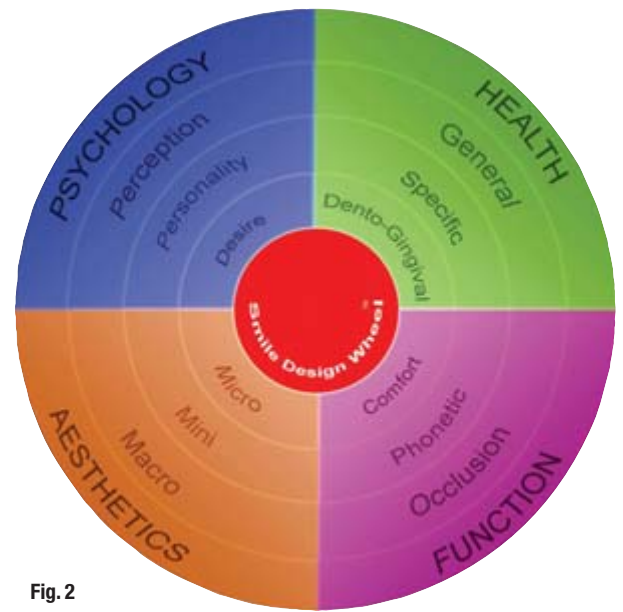 PSYCHOLOGY
Perception
Personality
Desire
HEALTH
General
Specific
Dento-Gingival
Smile Design Wheel
AESTHETICS
Macro
Mini
Micro
FUNCTION
Occlusion
Phonetic
Comfort
Fig. 2